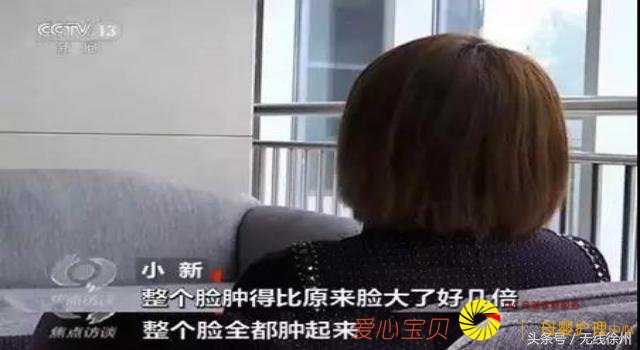 CCTV 13
新闻
小新
整个脸肿得比原来脸大了好几倍
整个脸全都肿起来
焦点访谈
爱心宝贝
母婴护理中心
头条号/无线徐州